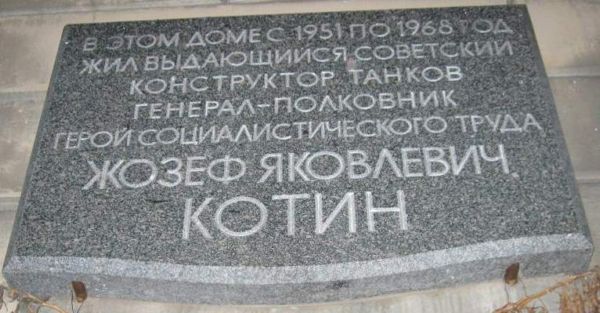 В ЭТОМ ДОМЕ С 1951 ПО 1968 ГОД
ЖИЛ ВЫДАЮЩИЙСЯ СОВЕТСКИЙ
КОНСТРУКТОР ТАНКОВ
ГЕНЕРАЛ-ПОЛКОВНИК
ГЕРОЙ СОЦИАЛИСТИЧЕСКОГО ТРУДА
ЖОЗЕФ ЯКОВЛЕВИЧ
КОТИН